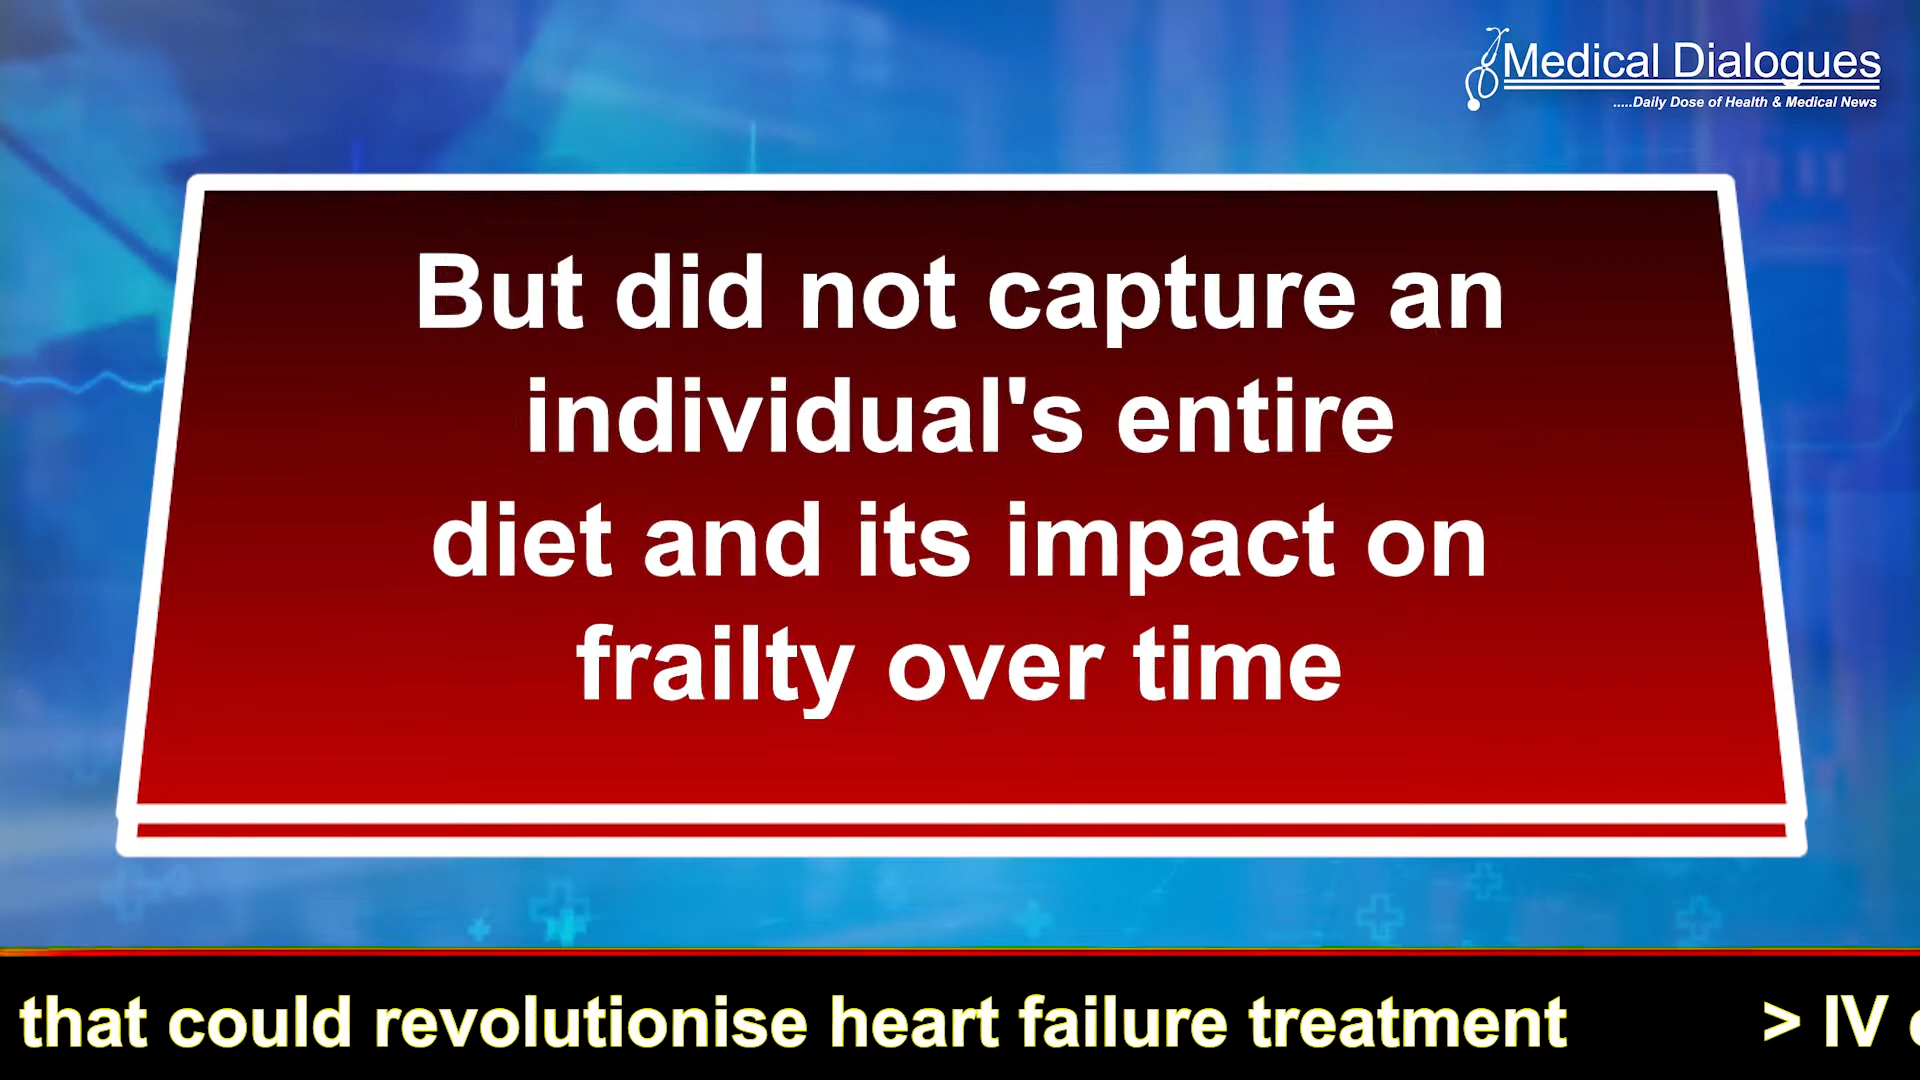 Medical Dialogues
.....Daily Dose of Health & Medical News
But did not capture an
individual's entire
diet and its impact on
frailty over time
that could revolutionise heart failure treatment > IV